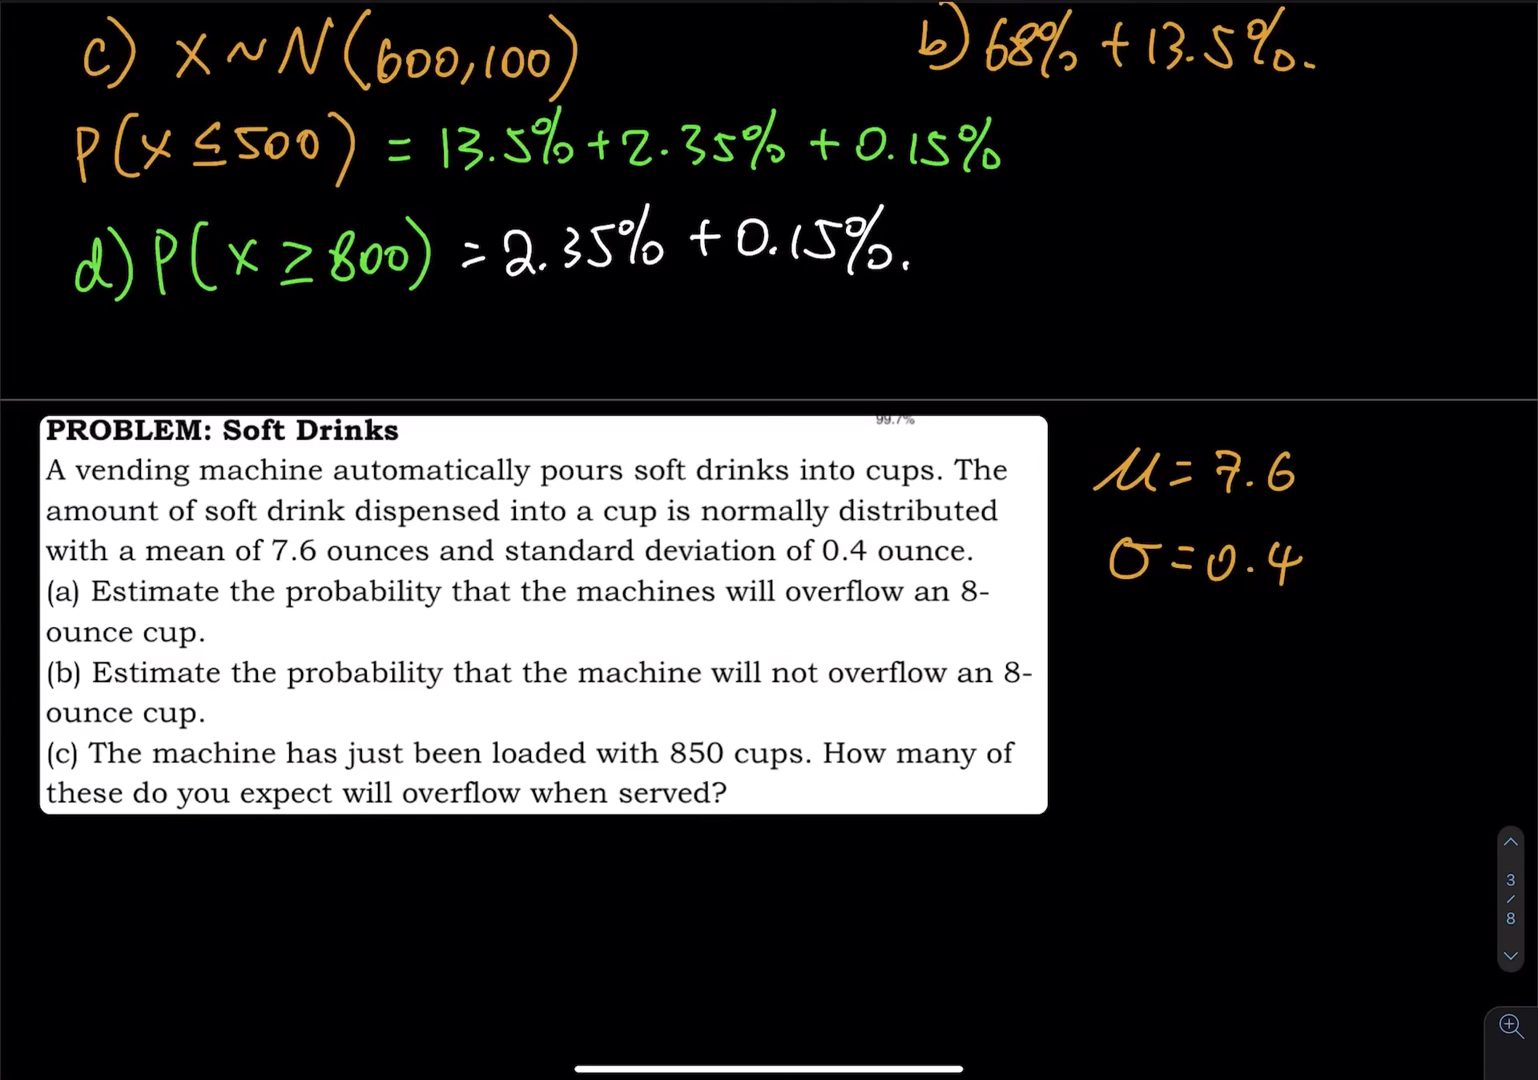 c) X ~ N(600,100)
b) 68% + 13.5%.
P(X ≤ 500) = 13.5% + 2.35% + 0.15%
d) P(X ≥ 800) = 2.35% + 0.15%.
99.7%
PROBLEM: Soft Drinks
A vending machine automatically pours soft drinks into cups. The
amount of soft drink dispensed into a cup is normally distributed
with a mean of 7.6 ounces and standard deviation of 0.4 ounce.
(a) Estimate the probability that the machines will overflow an 8-
ounce cup.
(b) Estimate the probability that the machine will not overflow an 8-
ounce cup.
(c) The machine has just been loaded with 850 cups. How many of
these do you expect will overflow when served?
μ = 7.6
σ = 0.4
3
/
8